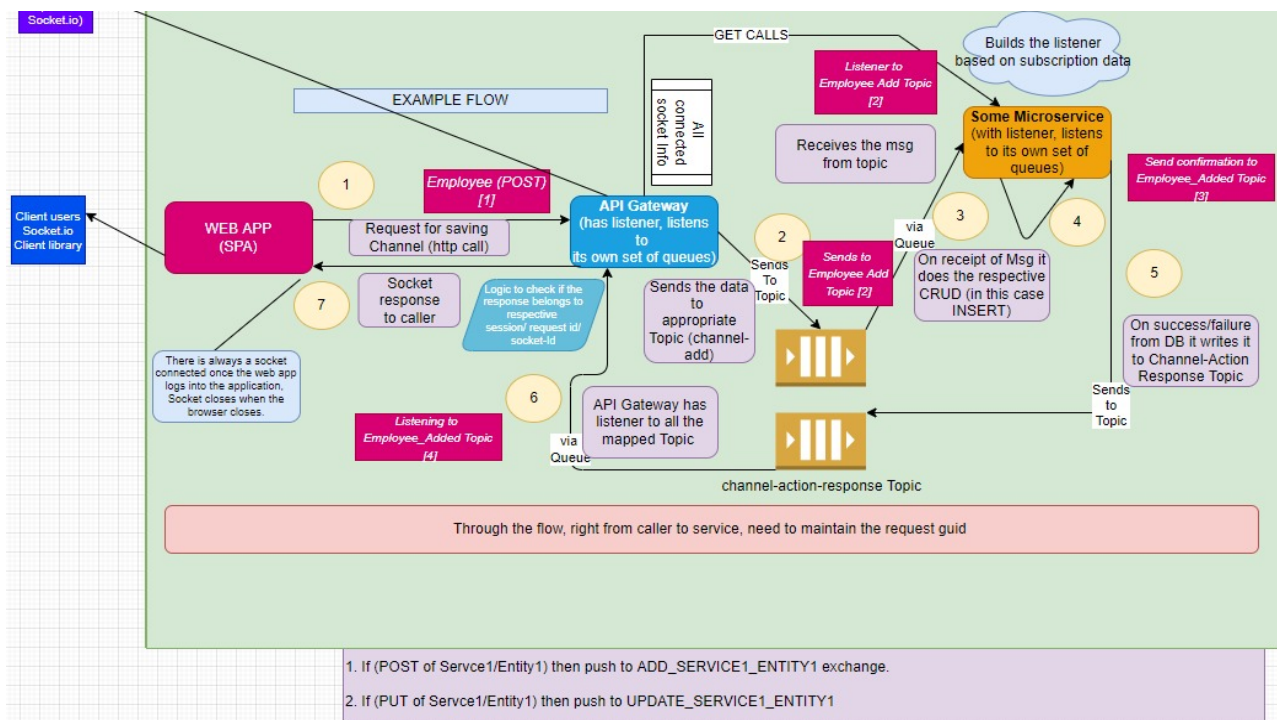 Socket.io)
GET CALLS
Builds the listener
based on subscription data
Listener to
Employee Add Topic
[2]
EXAMPLE FLOW
All
connected
socket Info
Some Microservice
(with listener, listens
to its own set of
queues)
Receives the msg
from topic
Send confirmation to
Employee_Added Topic
[3]
1
Employee (POST)
[1]
Client users
Socket.io
Client library
WEB APP
(SPA)
Request for saving
Channel (http call)
API Gateway
(has listener, listens
to
its own set of queues)
2
Sends
To
Topic
Sends to
Employee Add
Topic [2]
via
Queue
3
4
On receipt of Msg it
does the respective
CRUD (in this case
INSERT)
5
7
Socket
response
to caller
Logic to check if the
response belongs to
respective
session/ request id/
socket-Id
Sends the data
to
appropriate
Topic (channel-
add)
On success/failure
from DB it writes it
to Channel-Action
Response Topic
There is always a socket
connected once the web app
logs into the application,
Socket closes when the
browser closes.
6
Listening to
Employee_Added Topic
[4]
API Gateway has
listener to all the
mapped Topic
via
Queue
Sends
to
Topic
channel-action-response Topic
Through the flow, right from caller to service, need to maintain the request guid
1. If (POST of Servce1/Entity1) then push to ADD_SERVICE1_ENTITY1 exchange.
2. If (PUT of Servce1/Entity1) then push to UPDATE_SERVICE1_ENTITY1